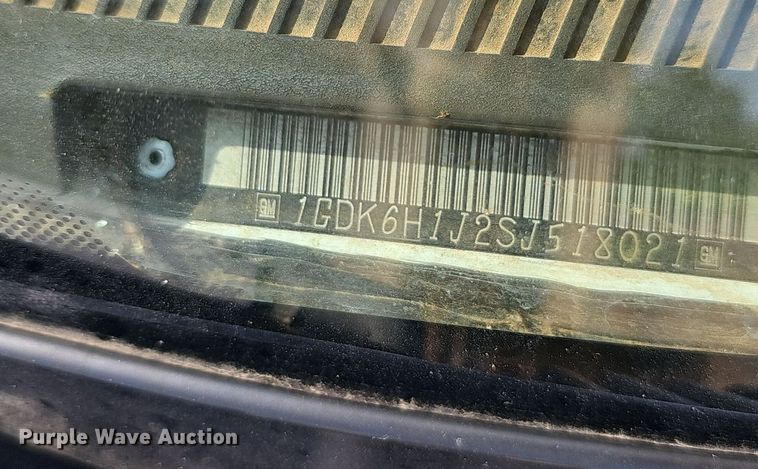 GM 1GDK6H1J2SJ518021 GM
Purple Wave Auction